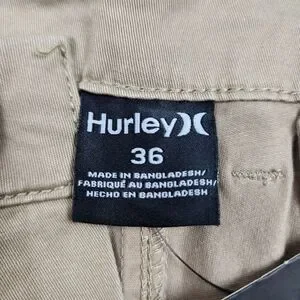 Hurley
36
MADE IN BANGLADESH/
FABRIQUÉ AU BANGLADESH/
HECHO EN BANGLADESH